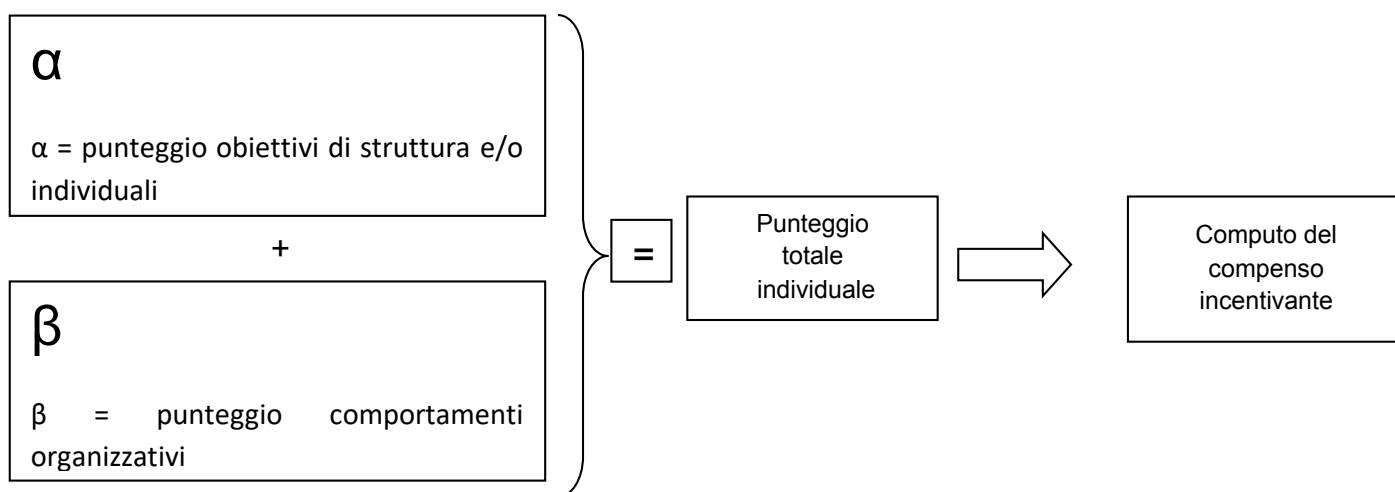 α
α = punteggio obiettivi di struttura e/o
individuali
+
β
β = punteggio comportamenti
organizzativi
=
Punteggio
totale
individuale
Computo del
compenso
incentivante